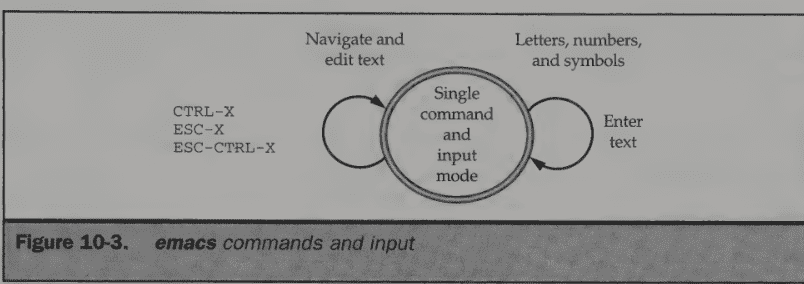 Navigate and
edit text
Letters, numbers,
and symbols
CTRL-X
ESC-X
ESC-CTRL-X
Single
command
and
input
mode
Enter
text
Figure 10-3. emacs commands and input